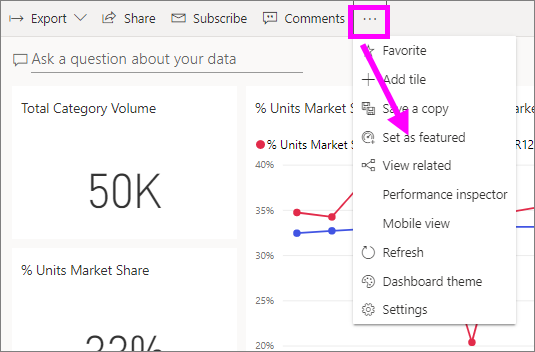 Export Share Subscribe Comments ...
Ask a question about your data
Favorite
Add tile
Save a copy
Set as featured
View related
Performance inspector
Mobile view
Refresh
Dashboard theme
Settings
Total Category Volume
50K
% Units Market Share
% Units Market Sh
% Units Market S
R12
40%
35%
30%
25%
20%